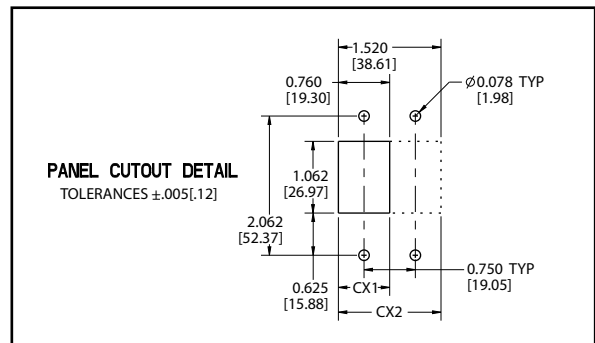 1.520
[38.61]
0.760
[19.30]
Ø0.078 TYP
[1.98]
PANEL CUTOUT DETAIL
TOLERANCES ±.005[.12]
1.062
[26.97]
2.062
[52.37]
0.750 TYP
[19.05]
0.625
[15.88]
CX1
CX2